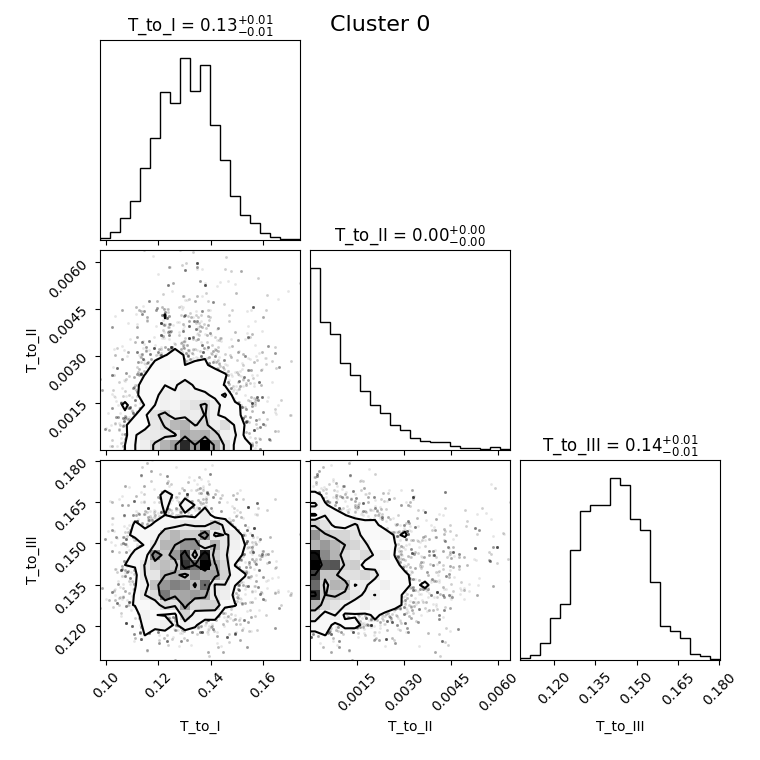 Cluster 0
T_to_I = 0.13+0.01−0.01
T_to_II = 0.00+0.00−0.00
0.0060
0.0045
0.0030
0.0015
T_to_II
T_to_III = 0.14+0.01−0.01
0.180
0.165
0.150
0.135
0.120
T_to_III
0.10 0.12 0.14 0.16
0.0015 0.0030 0.0045 0.0060
0.120 0.135 0.150 0.165 0.180
T_to_I T_to_II T_to_III